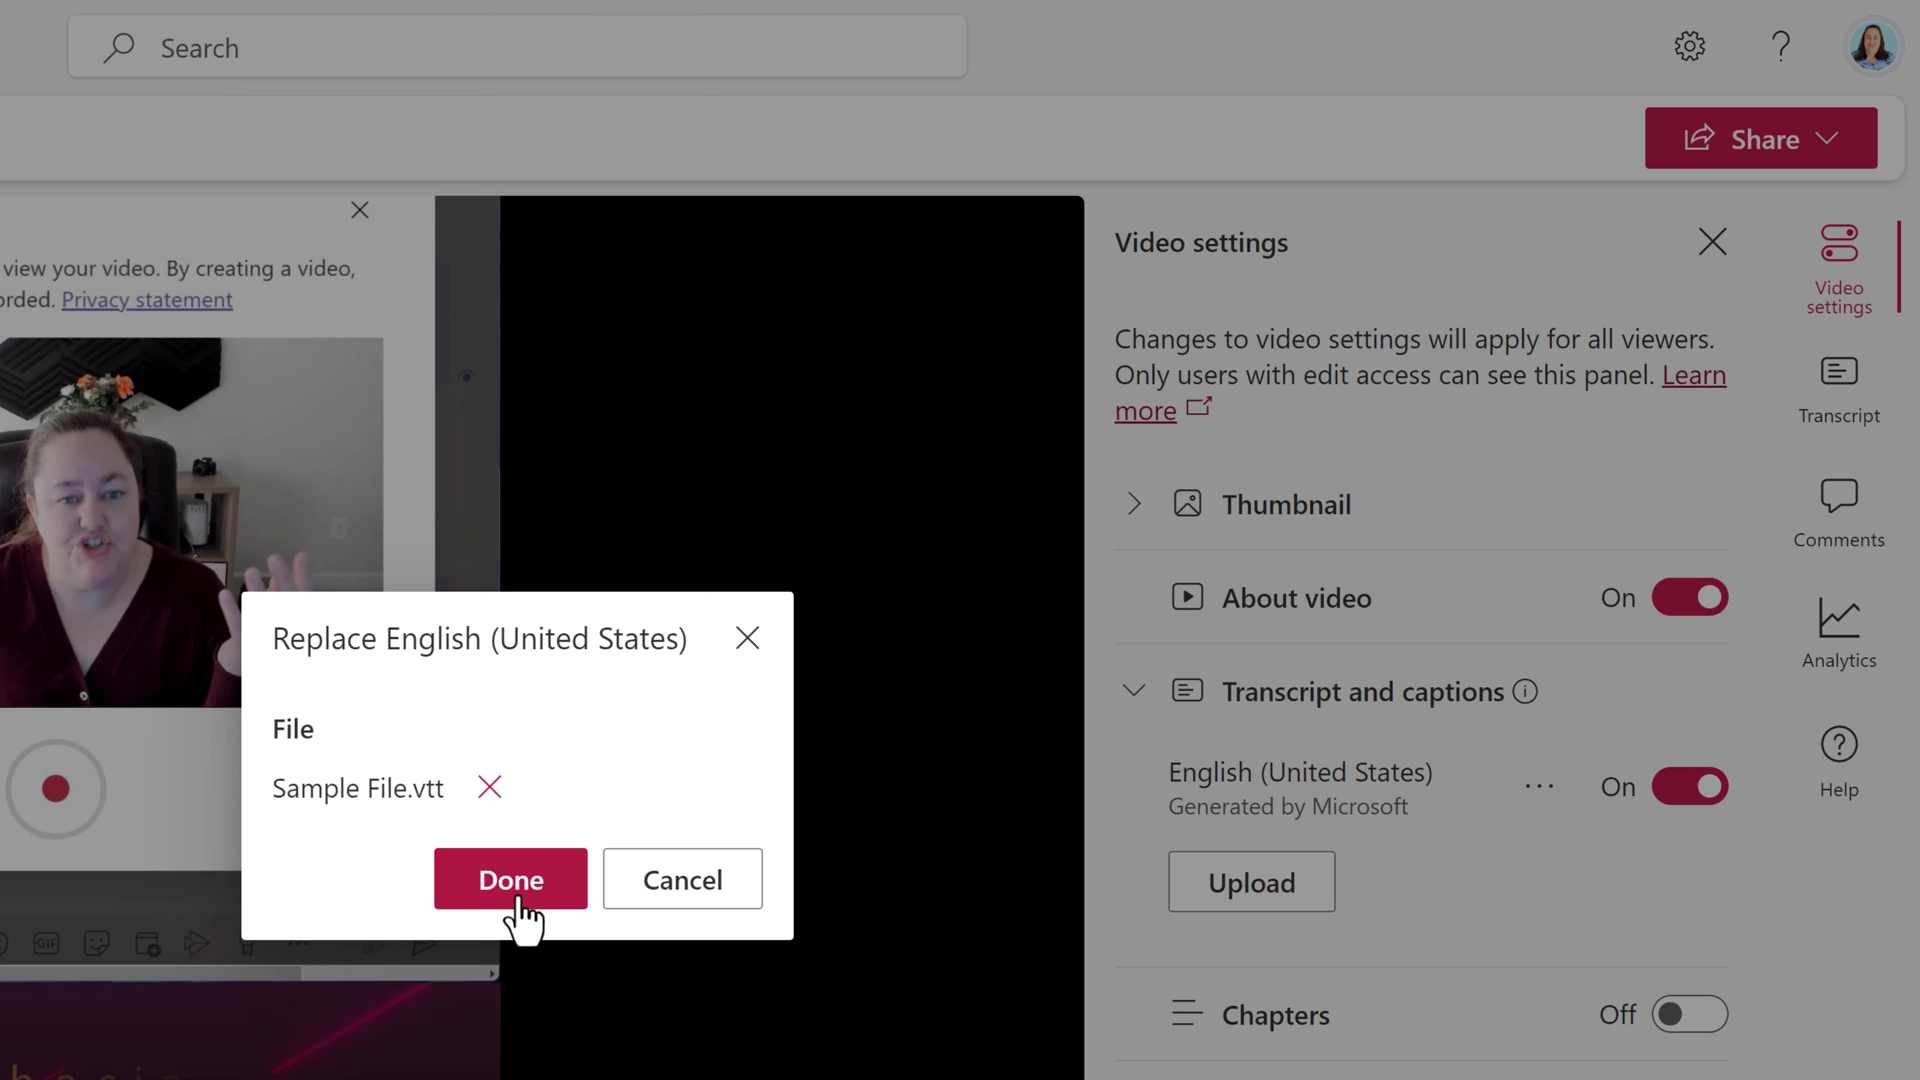 Search
Share
view your video. By creating a video,
orded. Privacy statement
Video settings
Changes to video settings will apply for all viewers.
Only users with edit access can see this panel. Learn
more
Thumbnail
About video
On
Transcript and captions
English (United States)
Generated by Microsoft
On
Upload
Chapters
Off
Video
settings
Transcript
Comments
Analytics
Help
Replace English (United States)
File
Sample File.vtt
Done
Cancel
GIF